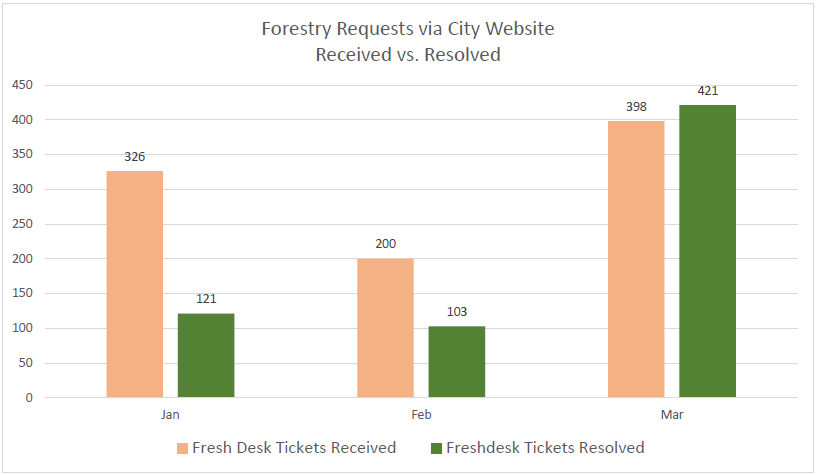 Forestry Requests via City Website
Received vs. Resolved
450
400
350
300
250
200
150
100
50
0
326
121
200
103
398
421
Jan
Feb
Mar
Fresh Desk Tickets Received
Freshdesk Tickets Resolved